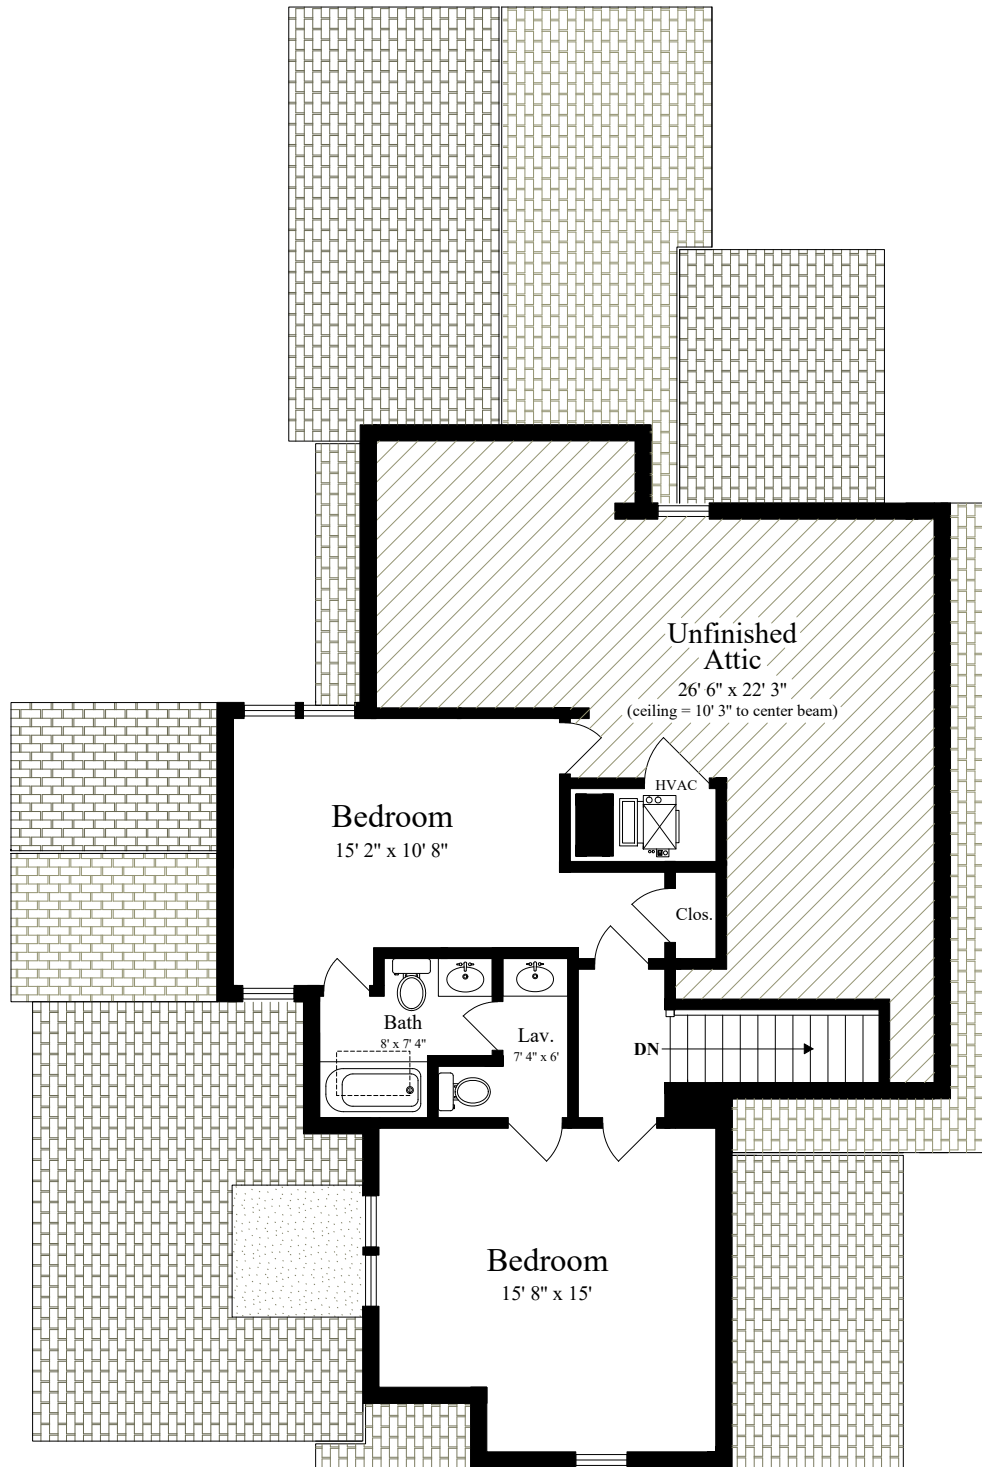 Unfinished
Attic
26' 6" x 22' 3"
(ceiling = 10' 3" to center beam)
HVAC
Bedroom
15' 2" x 10' 8"
Clos.
Bath
8' x 7' 4"
Lav.
7' 4" x 6'
DN
Bedroom
15' 8" x 15'